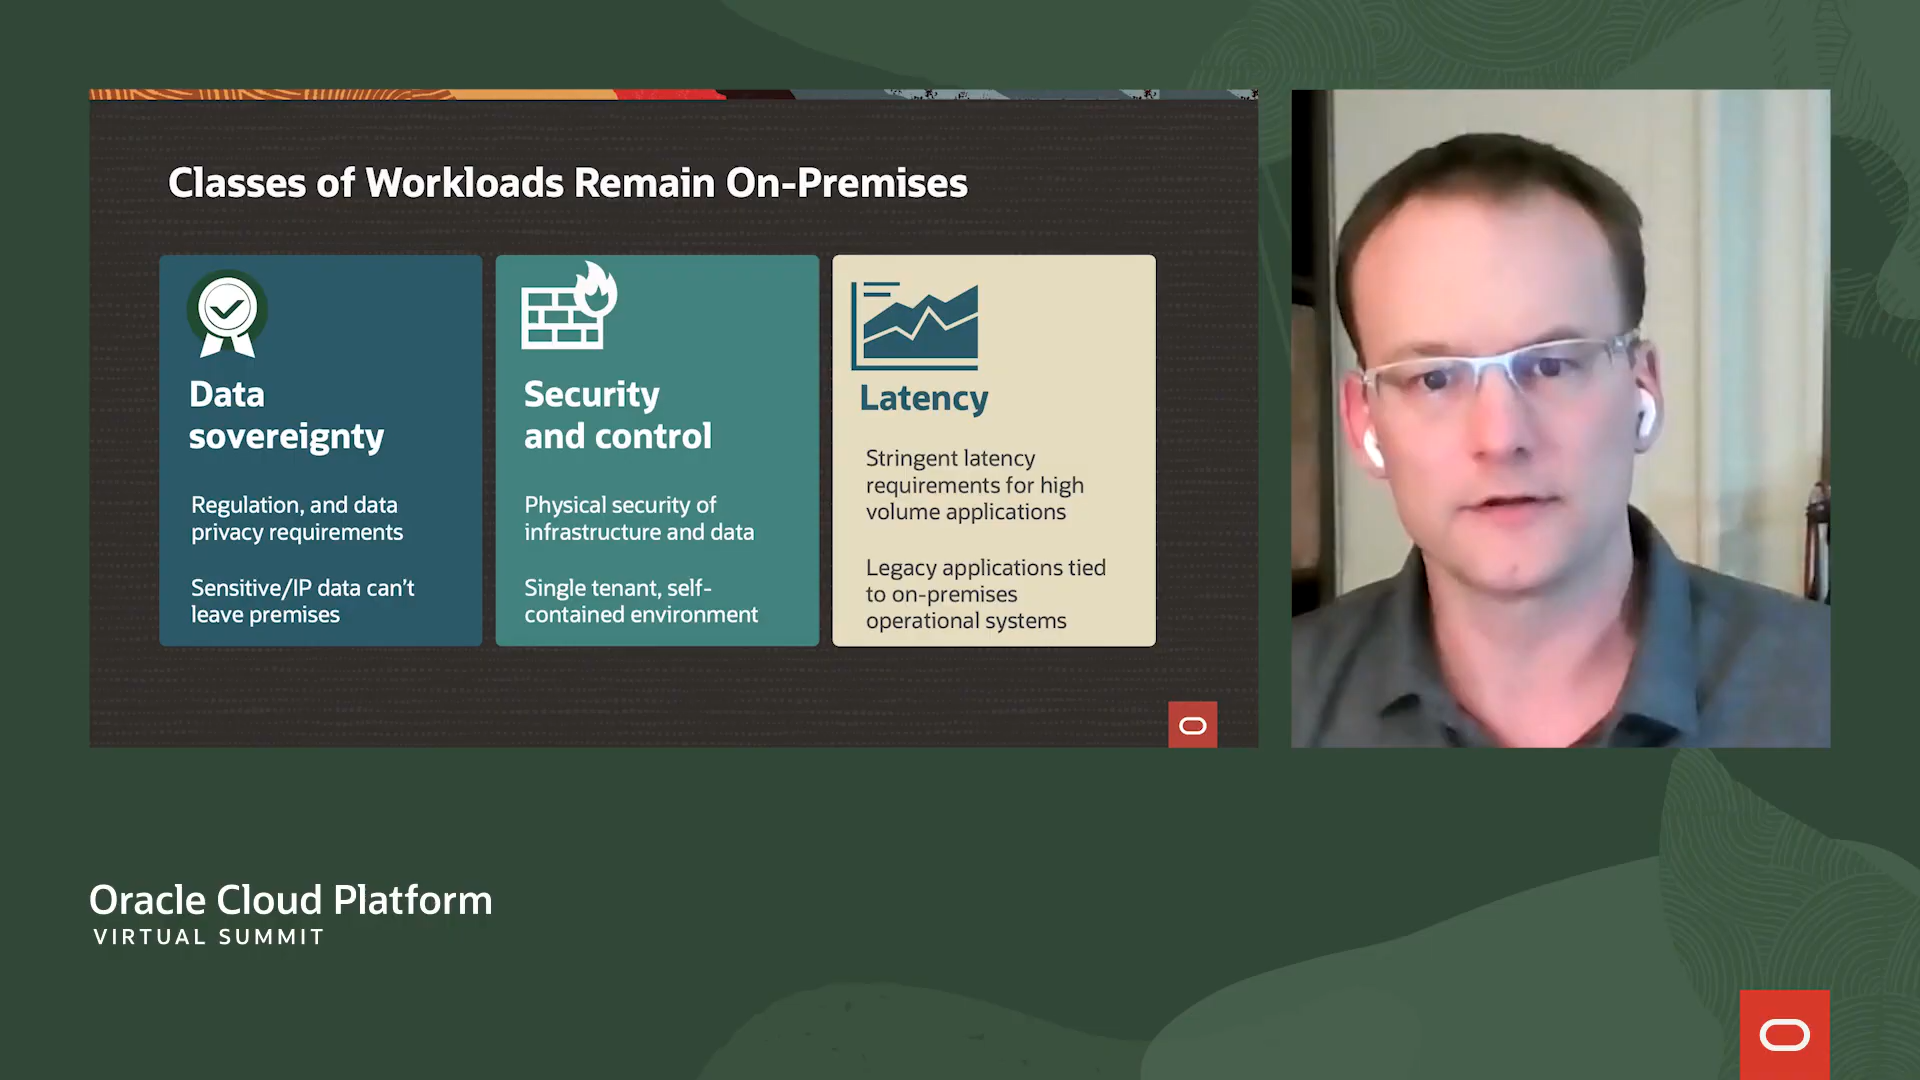 Classes of Workloads Remain On-Premises
Data
sovereignty
Regulation, and data
privacy requirements
Sensitive/IP data can't
leave premises
Security
and control
Physical security of
infrastructure and data
Single tenant, self-
contained environment
Latency
Stringent latency
requirements for high
volume applications
Legacy applications tied
to on-premises
operational systems
Oracle Cloud Platform
VIRTUAL SUMMIT